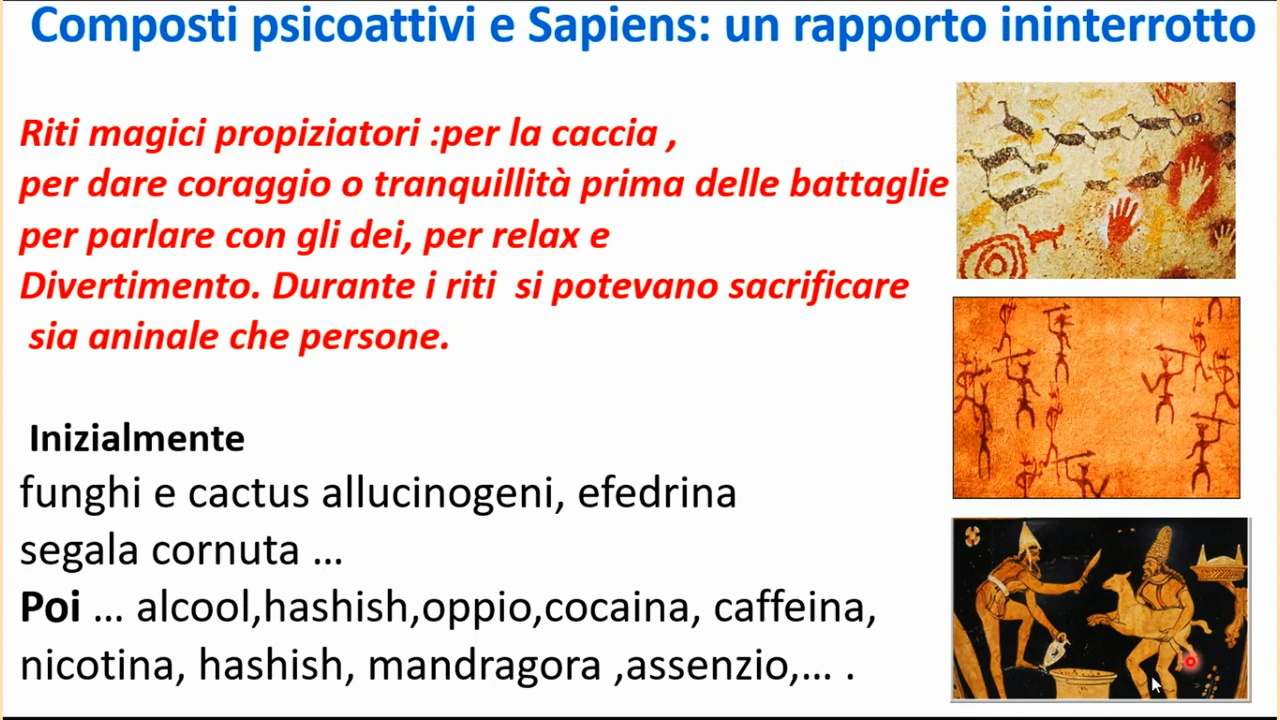 Composti psicoattivi e Sapiens: un rapporto ininterrotto
Riti magici propiziatori :per la caccia ,
per dare coraggio o tranquillità prima delle battaglie
per parlare con gli dei, per relax e
Divertimento. Durante i riti si potevano sacrificare
sia aninale che persone.
Inizialmente
funghi e cactus allucinogeni, efedrina
segala cornuta ...
Poi ... alcool,hashish,oppio,cocaina, caffeina,
nicotina, hashish, mandragora ,assenzio,... .